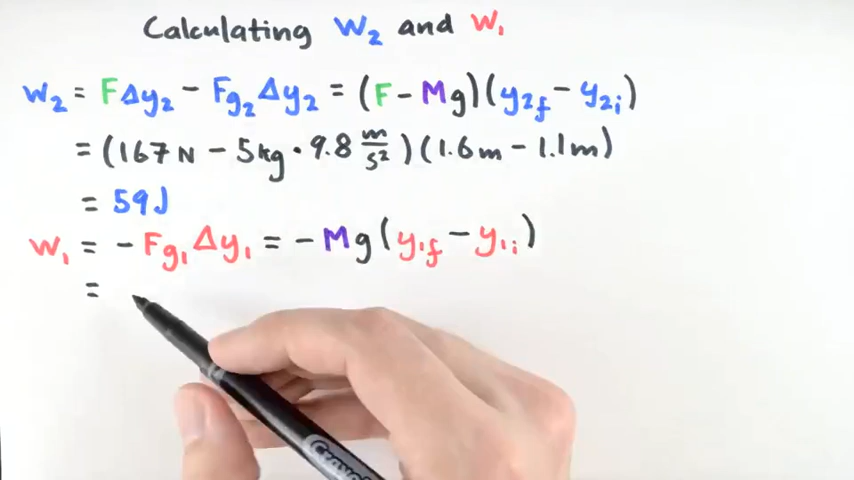 Calculating W₂ and W₁
W₂ = FΔy₂ - Fg₂Δy₂ = (F - Mg)(y₂f - y₂i)
= (167N - 5kg · 9.8 m/s²)(1.6m - 1.1m)
= 59J
W₁ = - Fg₁Δy₁ = - Mg(y₁f - y₁i)
=